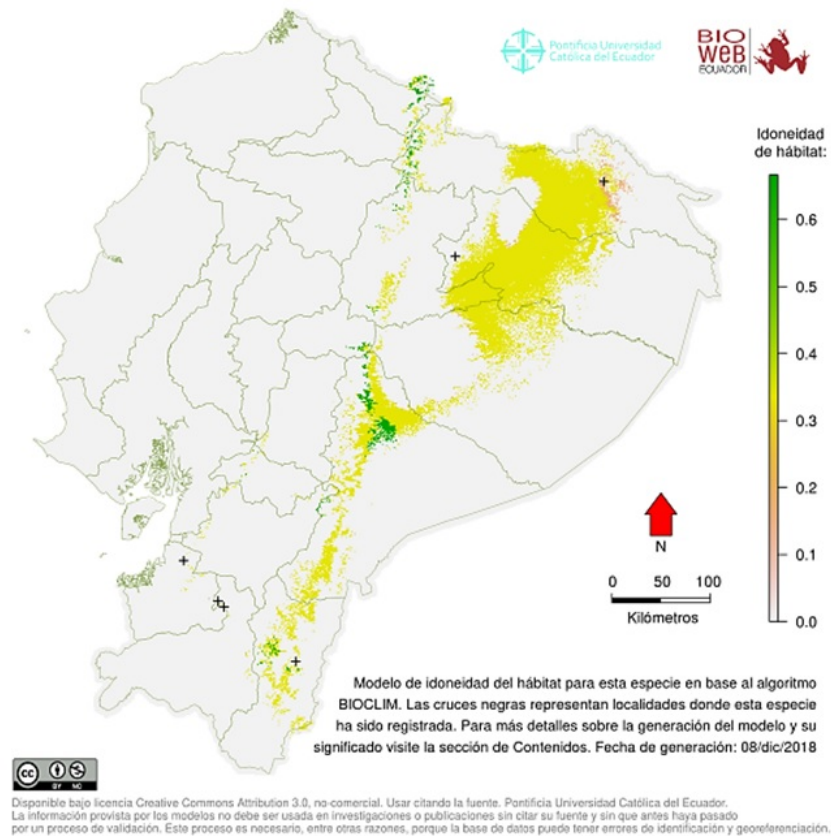 Pontificia Universidad
Católica del Ecuador
BIO
WEB
ECUADOR
Idoneidad
de hábitat:
0.6
0.5
0.4
0.3
0.2
0.1
0.0
N
0 50 100
Kilómetros
Modelo de idoneidad del hábitat para esta especie en base al algoritmo
BIOCLIM. Las cruces negras representan localidades donde esta especie
ha sido registrada. Para más detalles sobre la generación del modelo y su
significado visite la sección de Contenidos. Fecha de generación: 08/dic/2018
cc
BY NC
Disponible bajo licencia Creative Commons Attribution 3.0, no-comercial. Usar citando la fuente. Pontificia Universidad Católica del Ecuador.
La información provista por los modelos no debe ser usada en investigaciones o publicaciones sin citar su fuente y sin que antes haya pasado
por un proceso de validación. Este proceso es necesario, entre otras razones, porque la base de datos puede tener errores de identificación y georeferenciación.